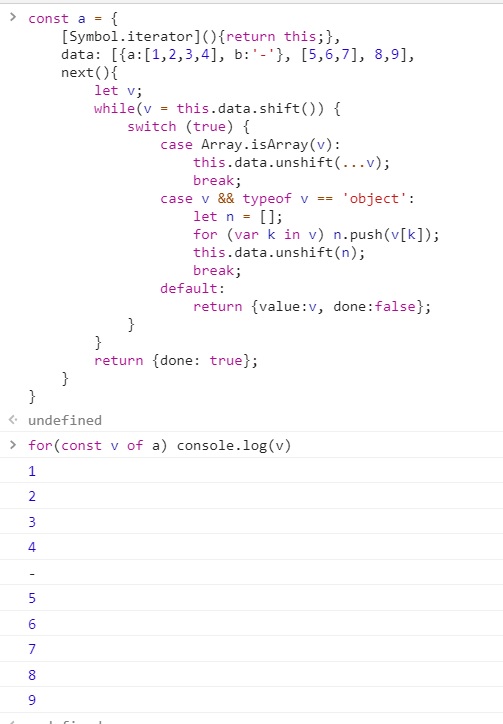 > const a = {
    [Symbol.iterator](){return this;},
    data: [{a:[1,2,3,4], b:'-'}, [5,6,7], 8,9],
    next(){
        let v;
        while(v = this.data.shift()) {
            switch (true) {
                case Array.isArray(v):
                    this.data.unshift(...v);
                    break;
                case v && typeof v == 'object':
                    let n = [];
                    for (var k in v) n.push(v[k]);
                    this.data.unshift(n);
                    break;
                default:
                    return {value:v, done:false};
            }
        }
        return {done: true};
    }
}
undefined
> for(const v of a) console.log(v)
1
2
3
4
-
5
6
7
8
9